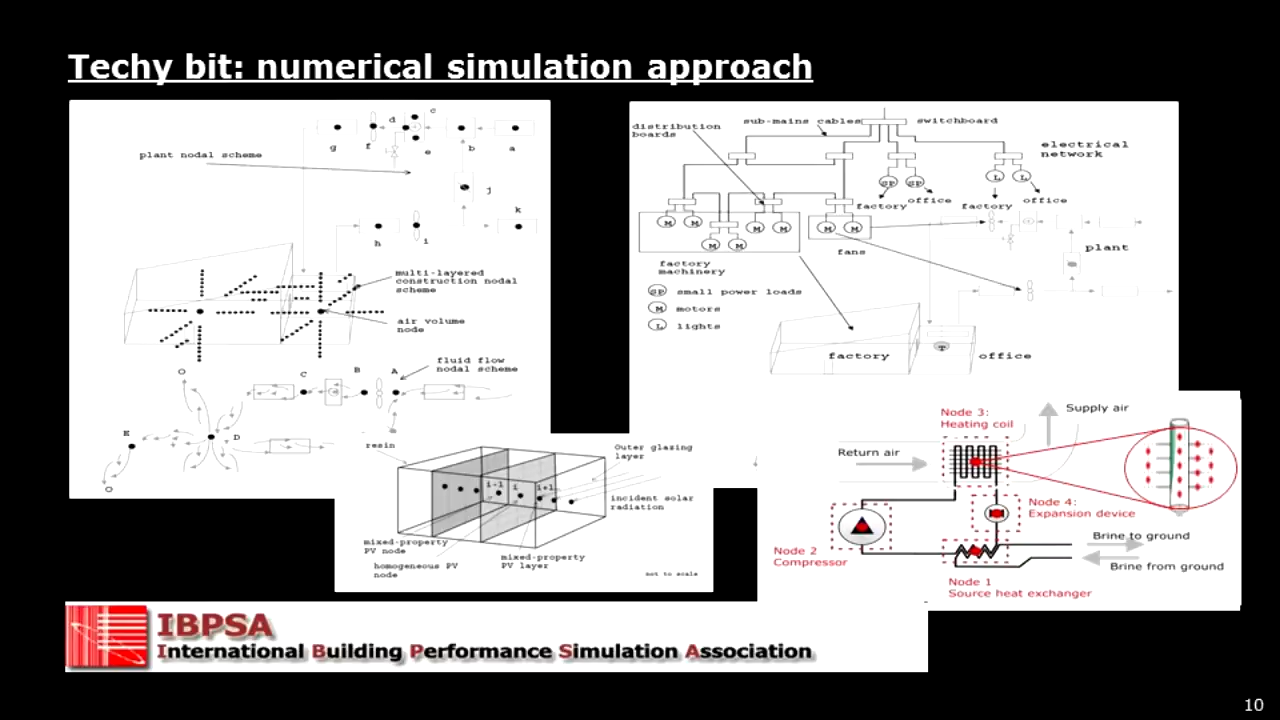 Techy bit: numerical simulation approach
c
d
g
f
e
b
a
plant nodal scheme
j
k
h
i
multi-layered
construction nodal
scheme
air volume
node
fluid flow
nodal scheme
O
C
B
A
E
D
O
distribution
boards
sub-mains cables
switchboard
electrical
network
SP
SP
L
L
factory
office
factory
office
M
M
M
M
M
M
M
M
fans
plant
factory
machinery
SP
small power loads
M
motors
L
lights
factory
T
office
resin
Outer glazing
layer
i-1
i
i+1
incident solar
radiation
mixed-property
PV node
homogeneous PV
node
mixed-property
PV layer
not to scale
Node 3:
Heating coil
Supply air
Return air
Node 4:
Expansion device
Node 2
Compressor
Brine to ground
Brine from ground
Node 1
Source heat exchanger
IBPSA
International Building Performance Simulation Association
10